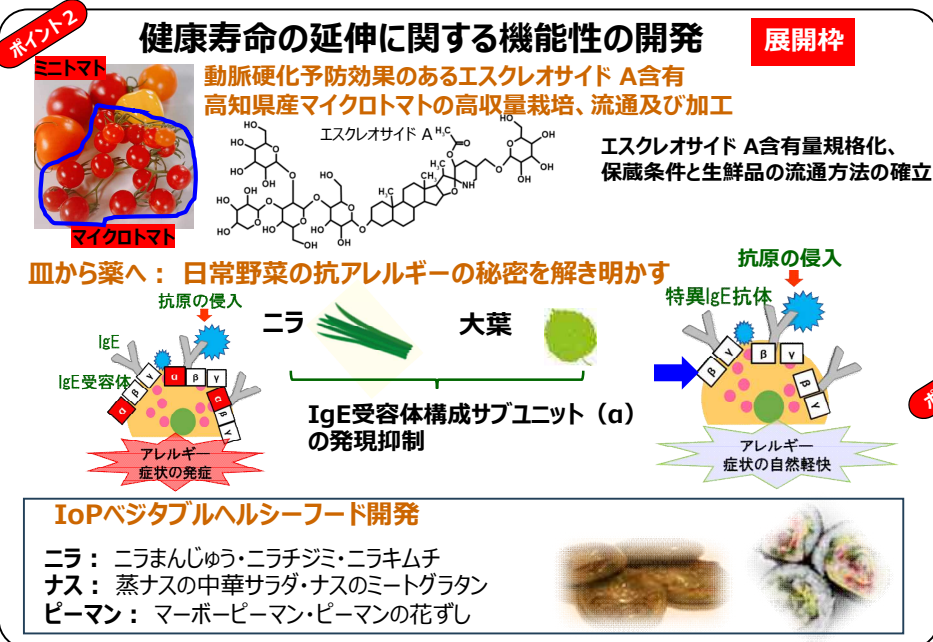 ポイント2
健康寿命の延伸に関する機能性の開発
展開枠
ミニトマト
マイクロトマト
動脈硬化予防効果のあるエスクレオサイド A含有
高知県産マイクロトマトの高収量栽培、流通及び加工
エスクレオサイド A
エスクレオサイド A含有量規格化、
保蔵条件と生鮮品の流通方法の確立
皿から薬へ： 日常野菜の抗アレルギーの秘密を解き明かす
抗原の侵入
IgE
IgE受容体
α β γ
α β γ
α β γ
アレルギー
症状の発症
ニラ
大葉
IgE受容体構成サブユニット（α）
の発現抑制
抗原の侵入
特異IgE抗体
β γ
β γ
β γ
アレルギー
症状の自然軽快
IoPベジタブルヘルシーフード開発
ニラ： ニラまんじゅう・ニラチジミ・ニラキムチ
ナス： 蒸ナスの中華サラダ・ナスのミートグラタン
ピーマン： マーボーピーマン・ピーマンの花ずし